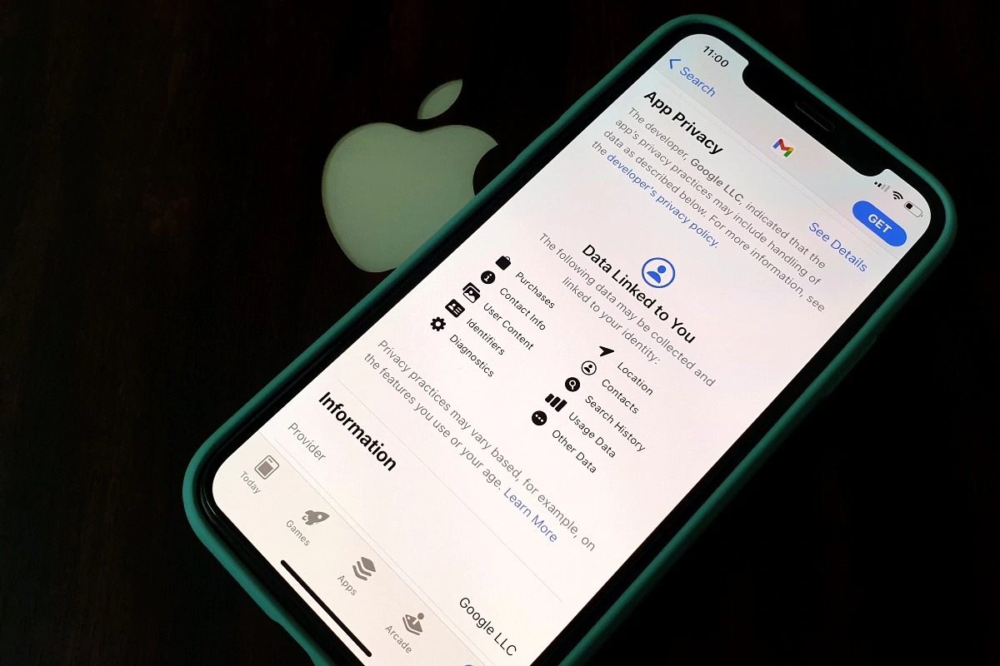 11:00
Search
GET
App Privacy
See Details
The developer, Google LLC, indicated that the
app's privacy practices may include handling of
data as described below. For more information, see
the developer's privacy policy.
Data Linked to You
The following data may be collected and
linked to your identity:
Purchases
Contact Info
User Content
Identifiers
Diagnostics
Location
Contacts
Search History
Usage Data
Other Data
Privacy practices may vary based, for example, on
the features you use or your age. Learn More
Information
Provider
Google LLC
Today
Games
Apps
Arcade